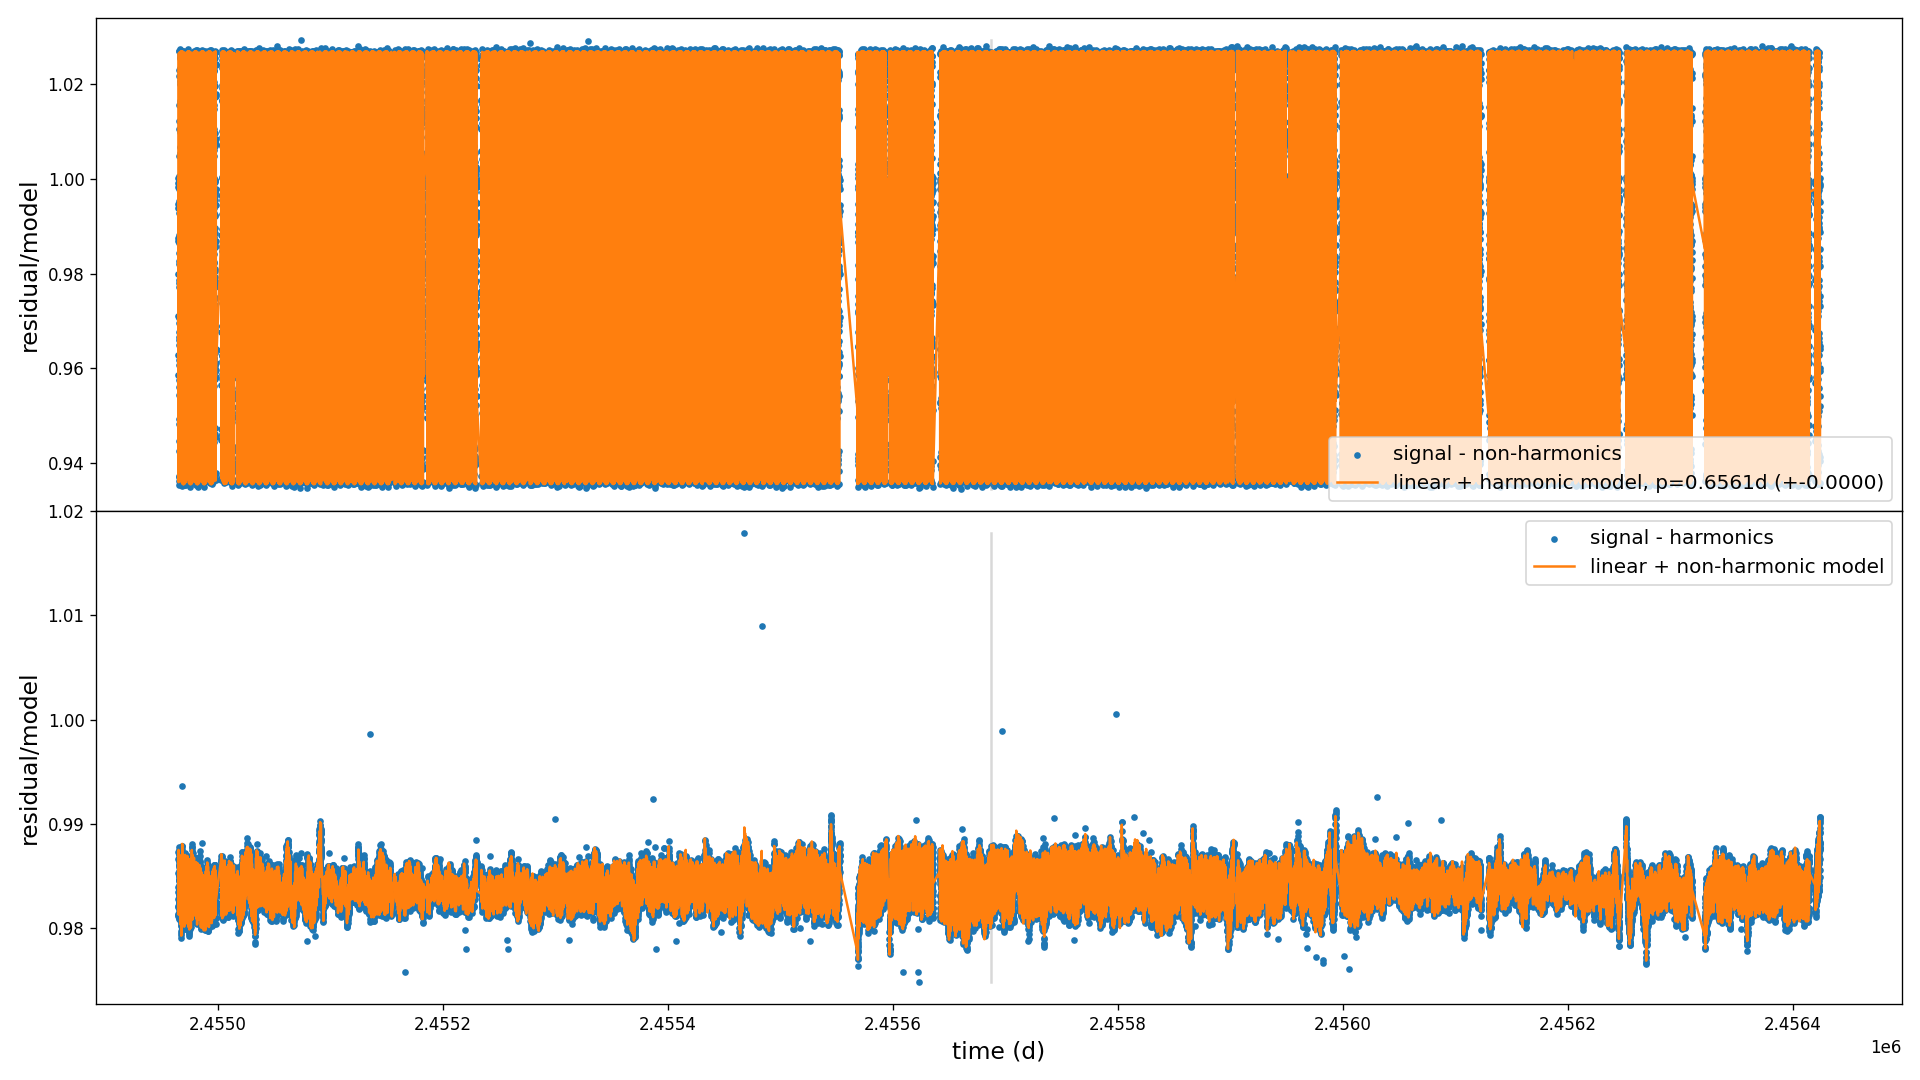 residual/model
1.02
1.00
0.98
0.96
0.94
signal - non-harmonics
linear + harmonic model, p=0.6561d (+-0.0000)
residual/model
1.02
1.01
1.00
0.99
0.98
signal - harmonics
linear + non-harmonic model
2.4550 2.4552 2.4554 2.4556 2.4558 2.4560 2.4562 2.4564
1e6
time (d)